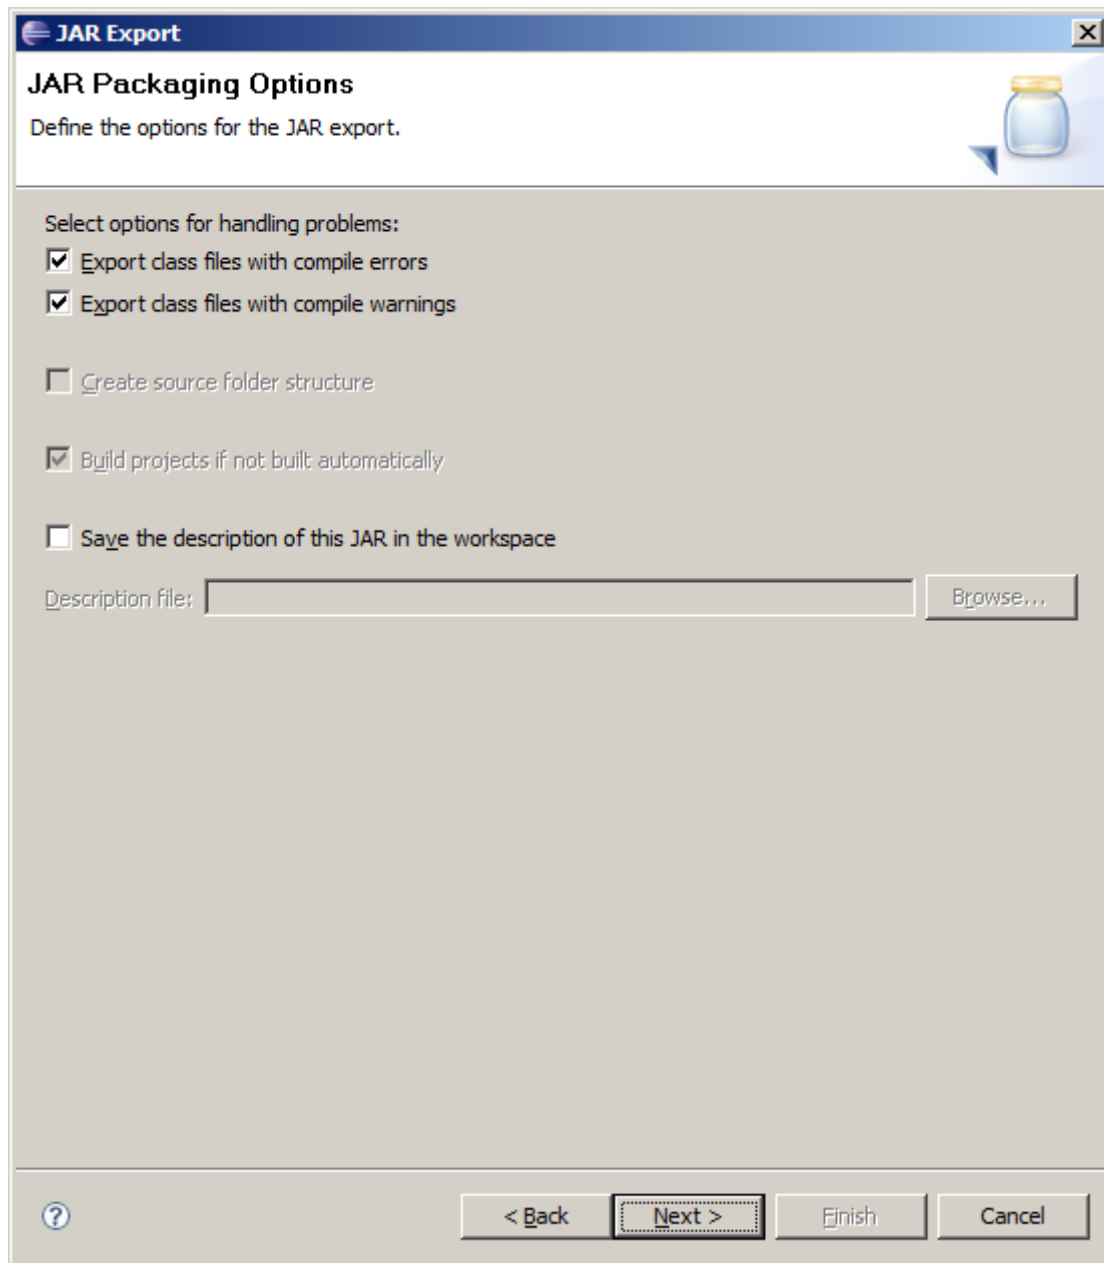 JAR Export
JAR Packaging Options
Define the options for the JAR export.
Select options for handling problems:
Export class files with compile errors
Export class files with compile warnings
Create source folder structure
Build projects if not built automatically
Save the description of this JAR in the workspace
Description file: Browse...
? < Back Next > Finish Cancel